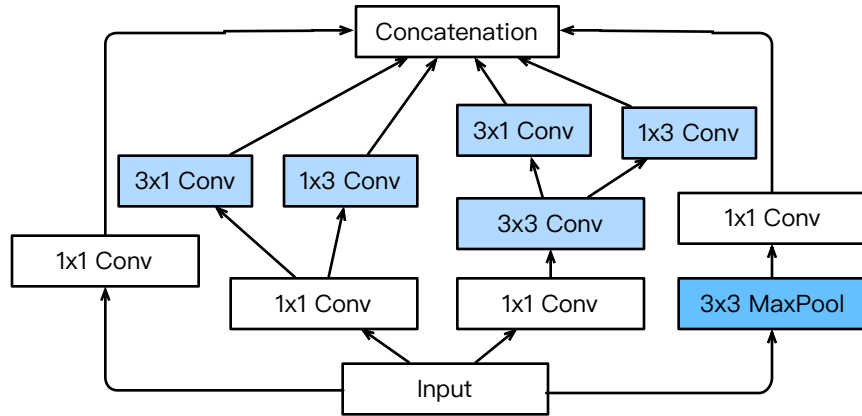 Concatenation
3x1 Conv
1x3 Conv
3x1 Conv
1x3 Conv
1x1 Conv
3x3 Conv
1x1 Conv
1x1 Conv
1x1 Conv
3x3 MaxPool
Input